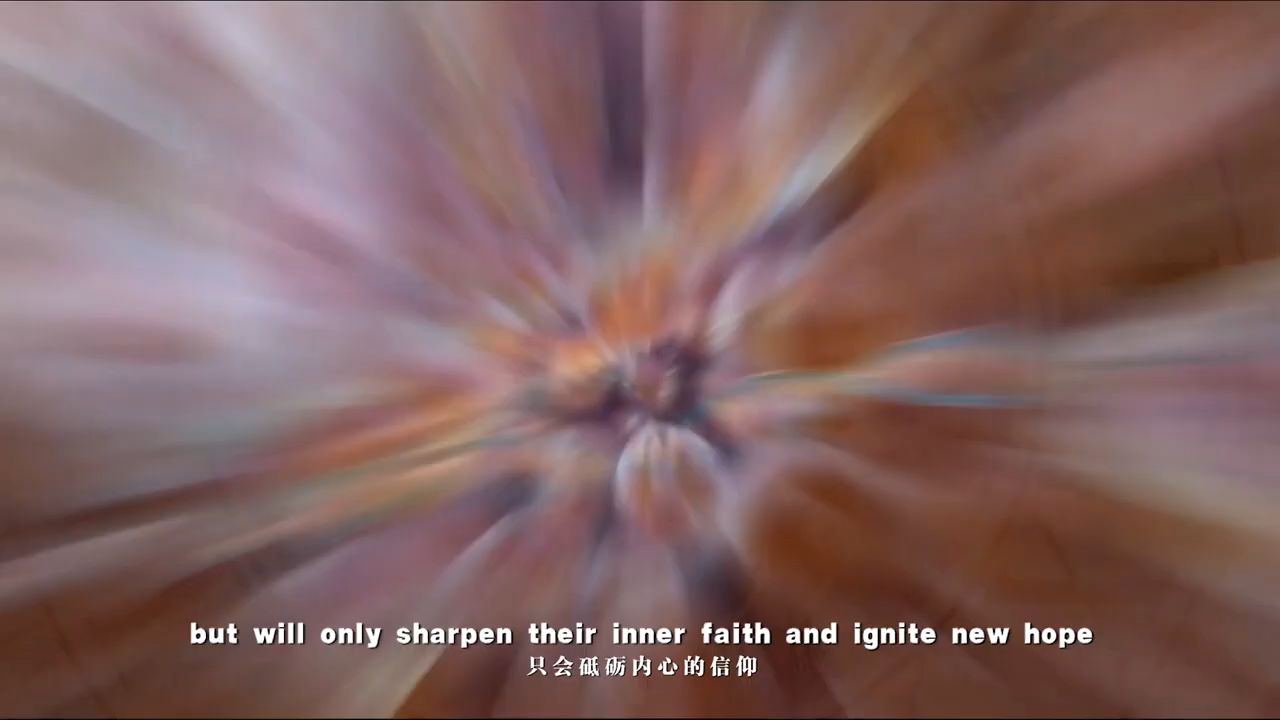 but will only sharpen their inner faith and ignite new hope
只会砥砺内心的信仰